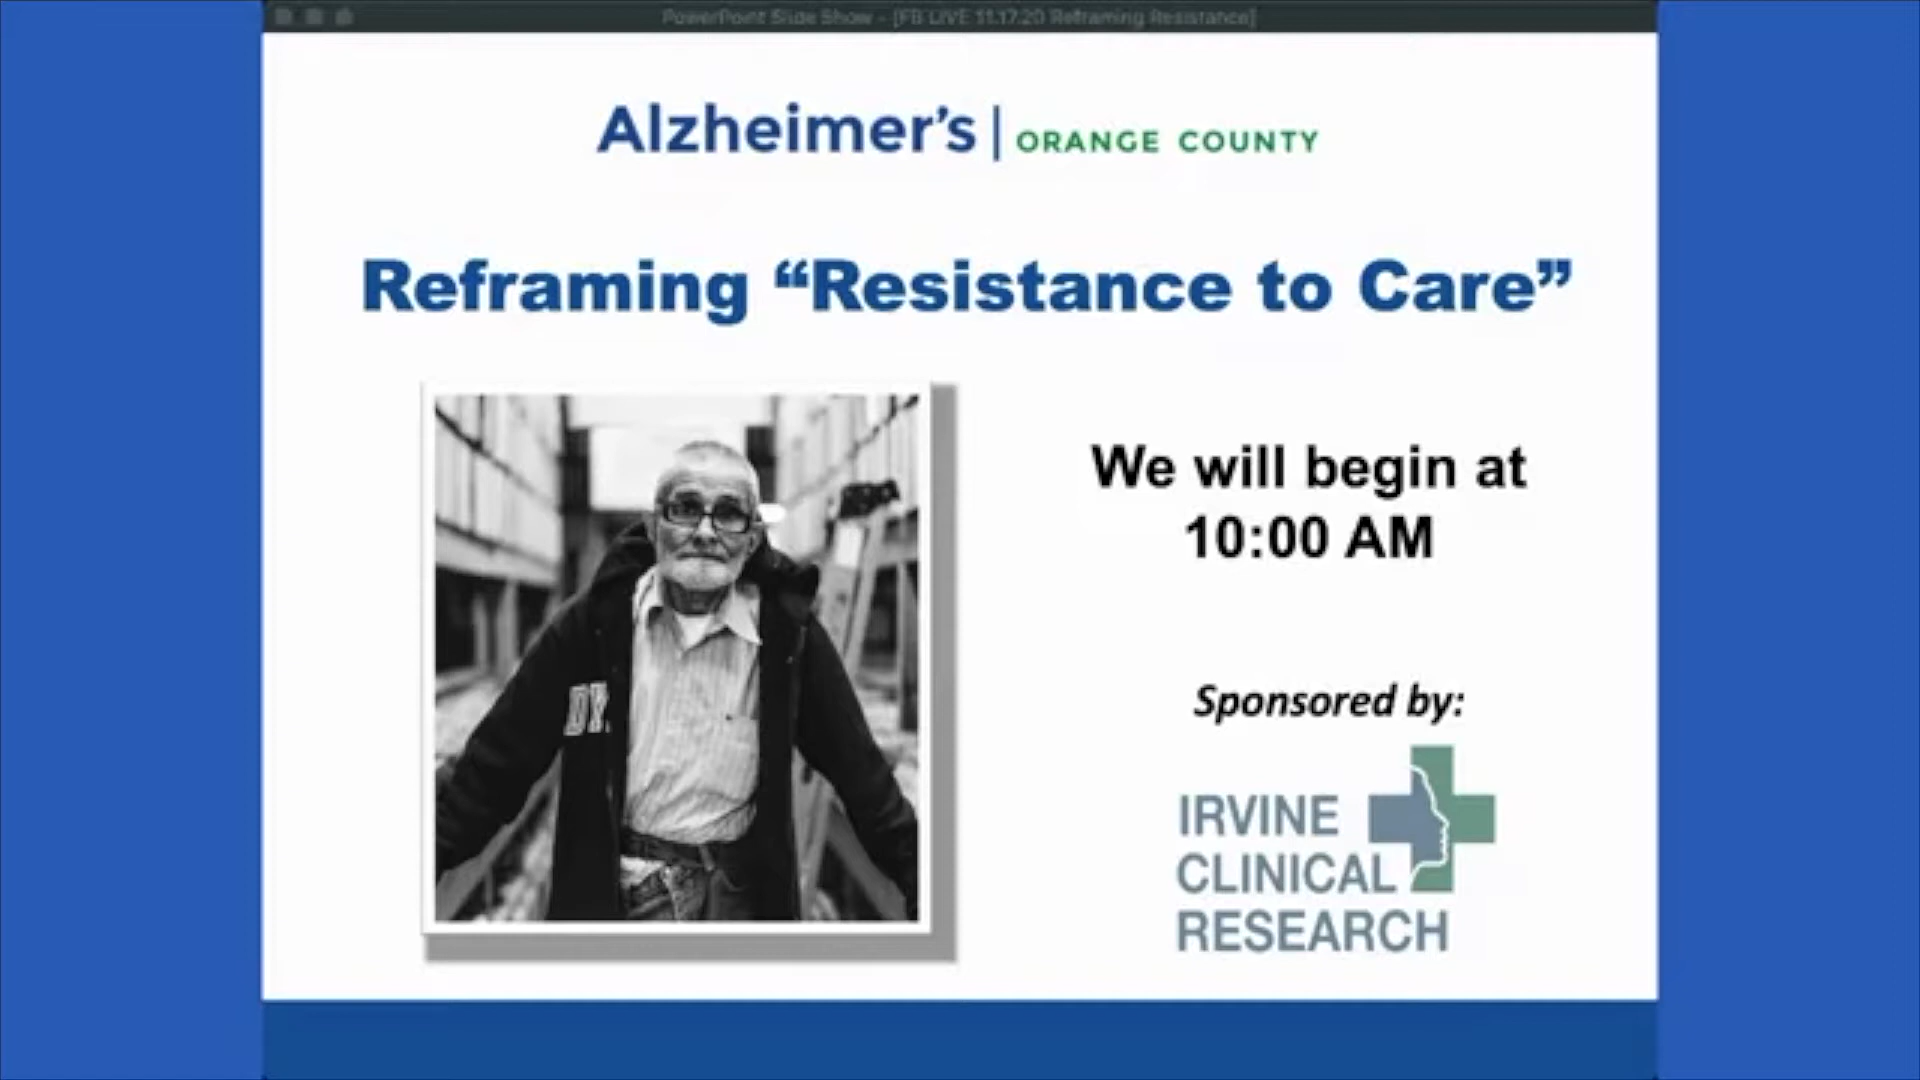 PowerPoint Slide Show - [FB LIVE 11.17.20 Reframing Resistance]
Alzheimer's | ORANGE COUNTY
Reframing “Resistance to Care”
We will begin at
10:00 AM
DY
Sponsored by:
IRVINE
CLINICAL
RESEARCH